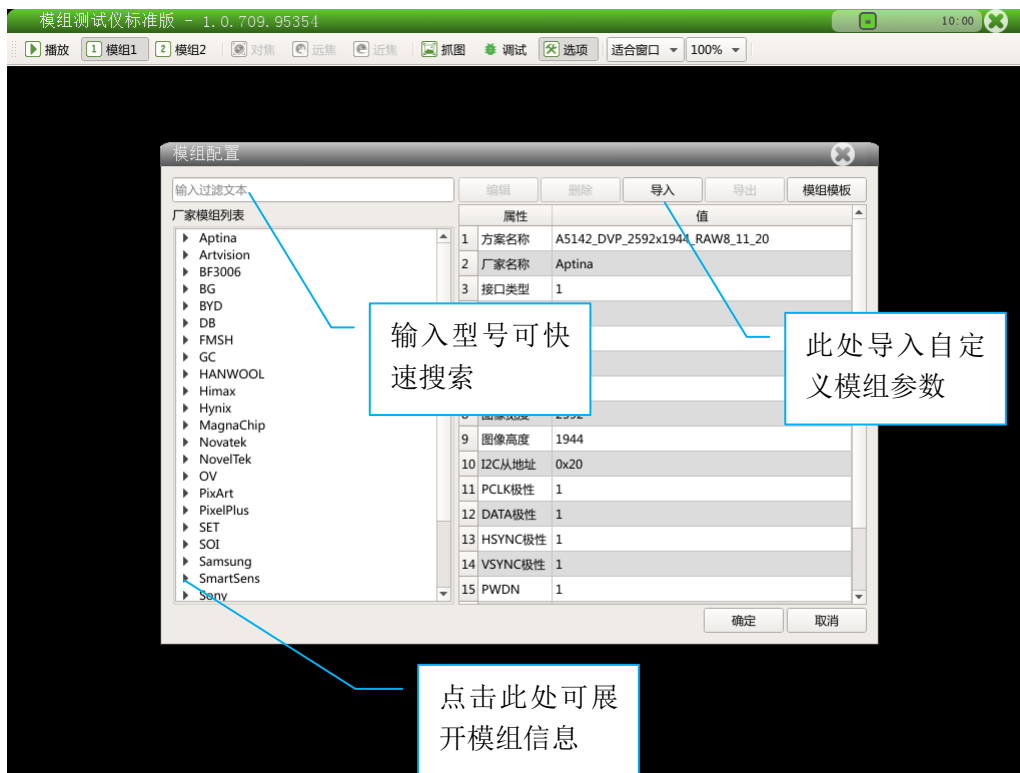 模组测试仪标准版 - 1.0.709.95354
10:00
播放 1 模组1 2 模组2 对焦 远焦 近焦 抓图 调试 选项 适合窗口 100%
模组配置
输入过滤文本
编辑 删除 导入 导出 模组模板
厂家模组列表
属性 值
Aptina
Artvision
BF3006
BG
BYD
DB
FMSH
GC
HANWOOL
Himax
Hynix
MagnaChip
Novatek
NovelTek
OV
PixArt
PixelPlus
SET
SOI
Samsung
SmartSens
Sony
1 方案名称 A5142_DVP_2592x1944_RAW8_11_20
2 厂家名称 Aptina
3 接口类型 1
8 图像宽度 2592
9 图像高度 1944
10 I2C从地址 0x20
11 PCLK极性 1
12 DATA极性 1
13 HSYNC极性 1
14 VSYNC极性 1
15 PWDN 1
确定 取消
输入型号可快
速搜索
此处导入自定
义模组参数
点击此处可展
开模组信息